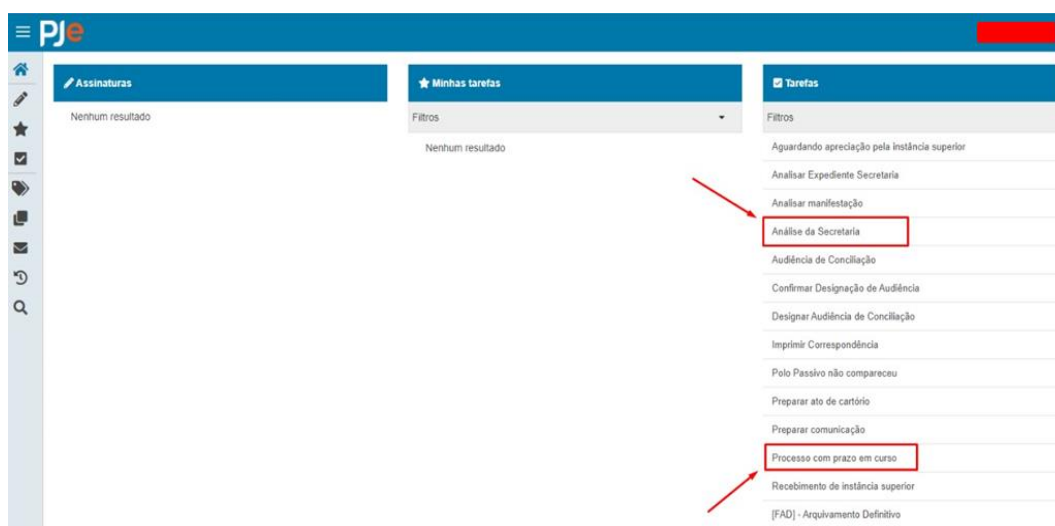 PJe
Assinaturas
Nenhum resultado
Minhas tarefas
Filtros
Nenhum resultado
Tarefas
Filtros
Aguardando apreciação pela instância superior
Analisar Expediente Secretaria
Analisar manifestação
Análise da Secretaria
Audiência de Conciliação
Confirmar Designação de Audiência
Designar Audiência de Conciliação
Imprimir Correspondência
Polo Passivo não compareceu
Preparar ato de cartório
Preparar comunicação
Processo com prazo em curso
Recebimento de instância superior
[FAD] - Arquivamento Definitivo